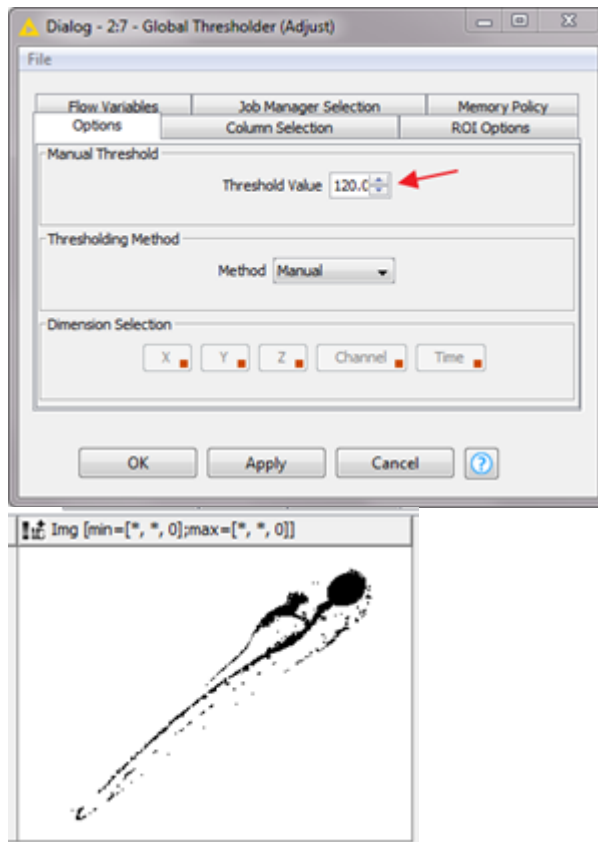 Dialog - 2:7 - Global Thresholder (Adjust)
File
Flow Variables Job Manager Selection Memory Policy
Options Column Selection ROI Options
Manual Threshold
Threshold Value 120.0
Thresholding Method
Method Manual
Dimension Selection
X Y Z Channel Time
OK Apply Cancel ?
Img [min=[*, *, 0];max=[*, *, 0]]